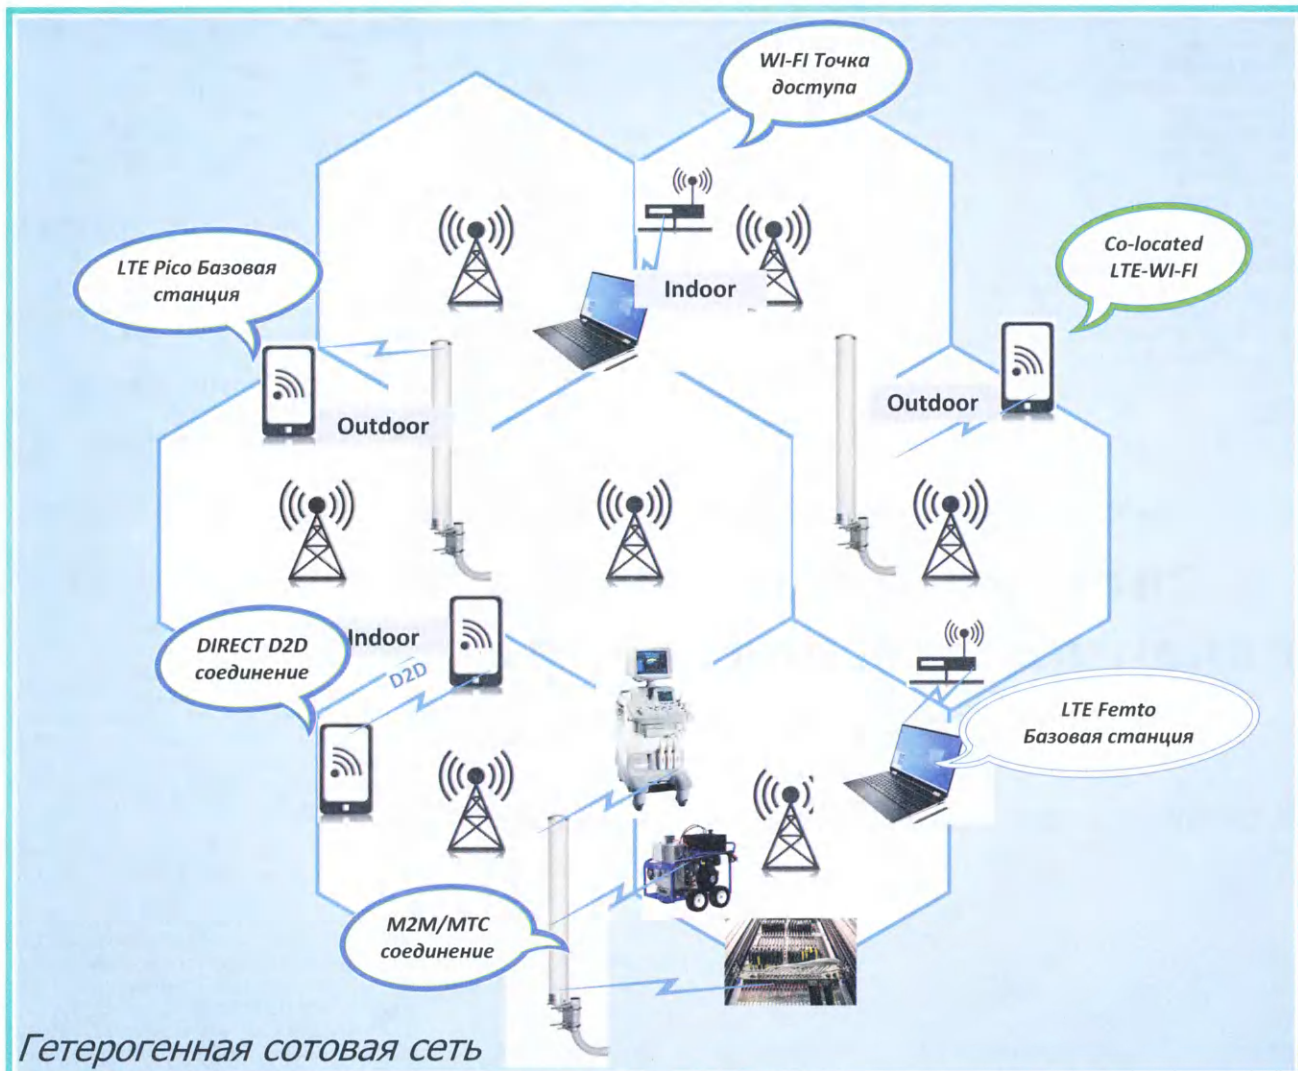 WI-FI Точка
доступа
Co-located
LTE-WI-FI
LTE Pico Базовая
станция
Indoor
Outdoor
Outdoor
Indoor
DIRECT D2D
соединение
D2D
LTE Femto
Базовая станция
M2M/MTC
соединение
Гетерогенная сотовая сеть